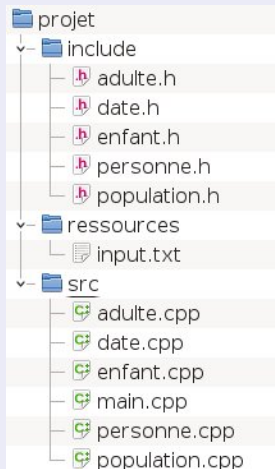 projet
include
adulte.h
date.h
enfant.h
personne.h
population.h
ressources
input.txt
src
adulte.cpp
date.cpp
enfant.cpp
main.cpp
personne.cpp
population.cpp